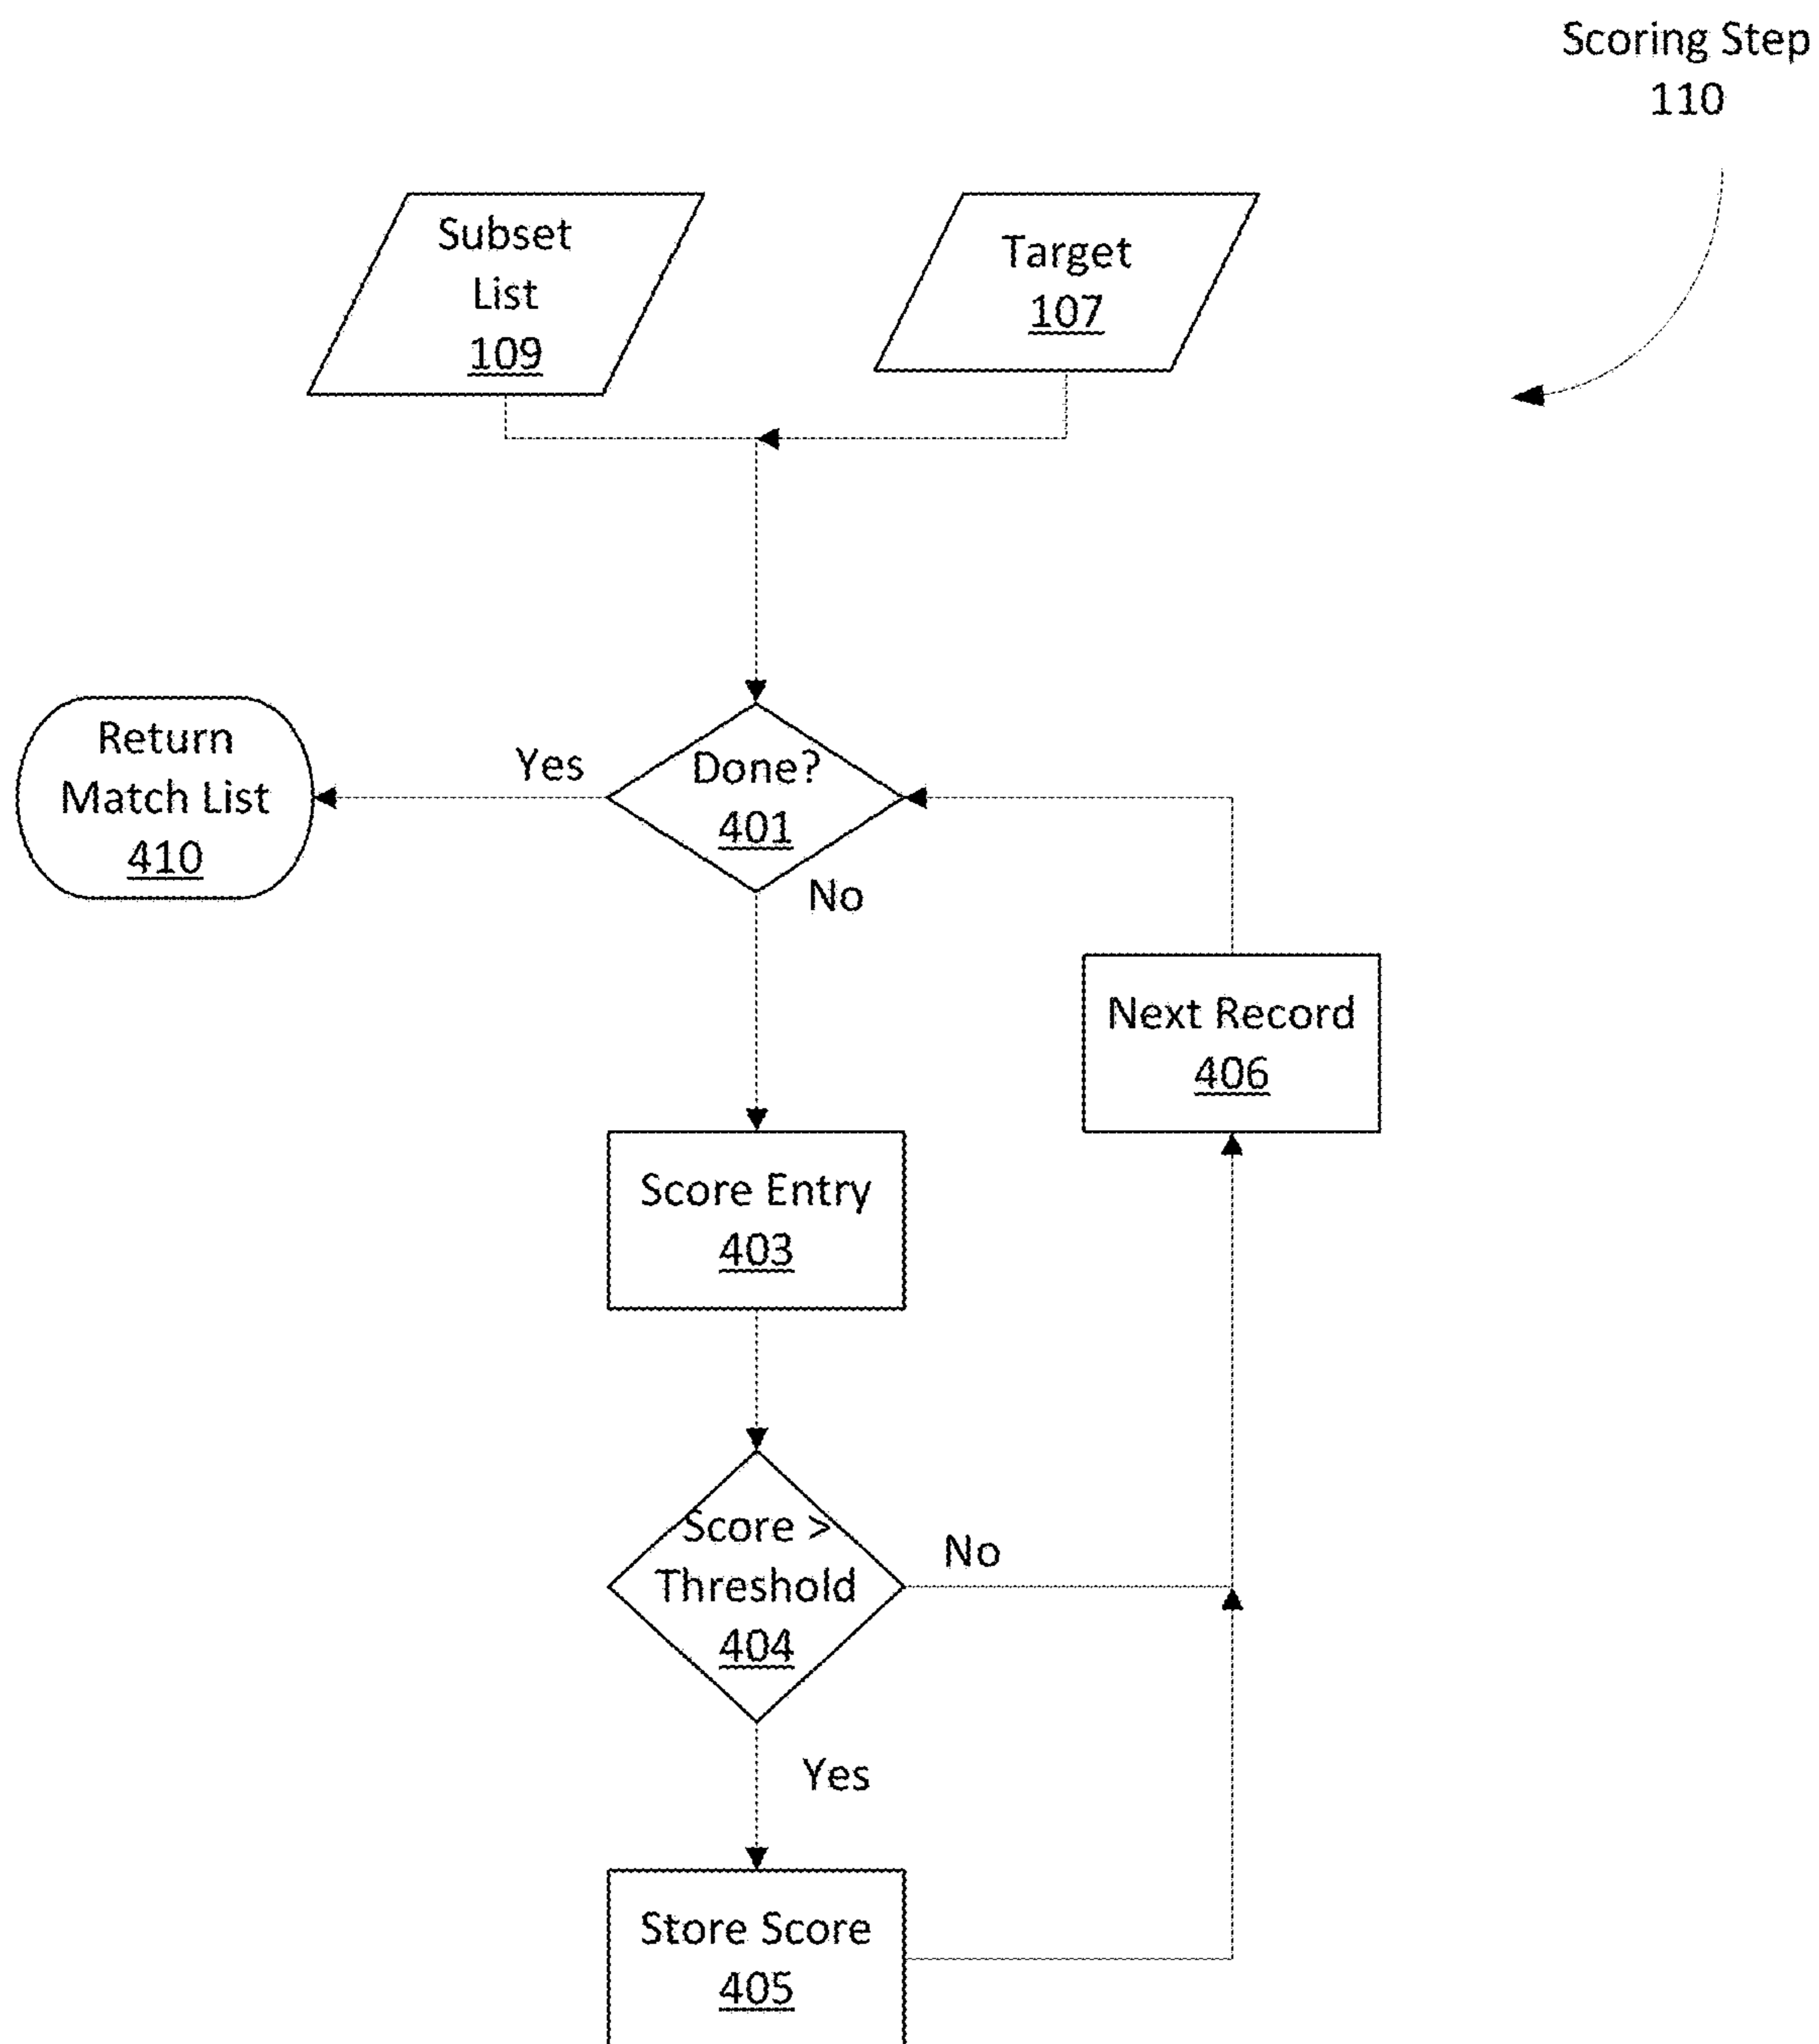 Scoring Step
110
Subset
List
109
Target
107
Return
Match List
410
Yes
Done?
401
No
Next Record
406
Score Entry
403
Score >
Threshold
404
No
Yes
Store Score
405